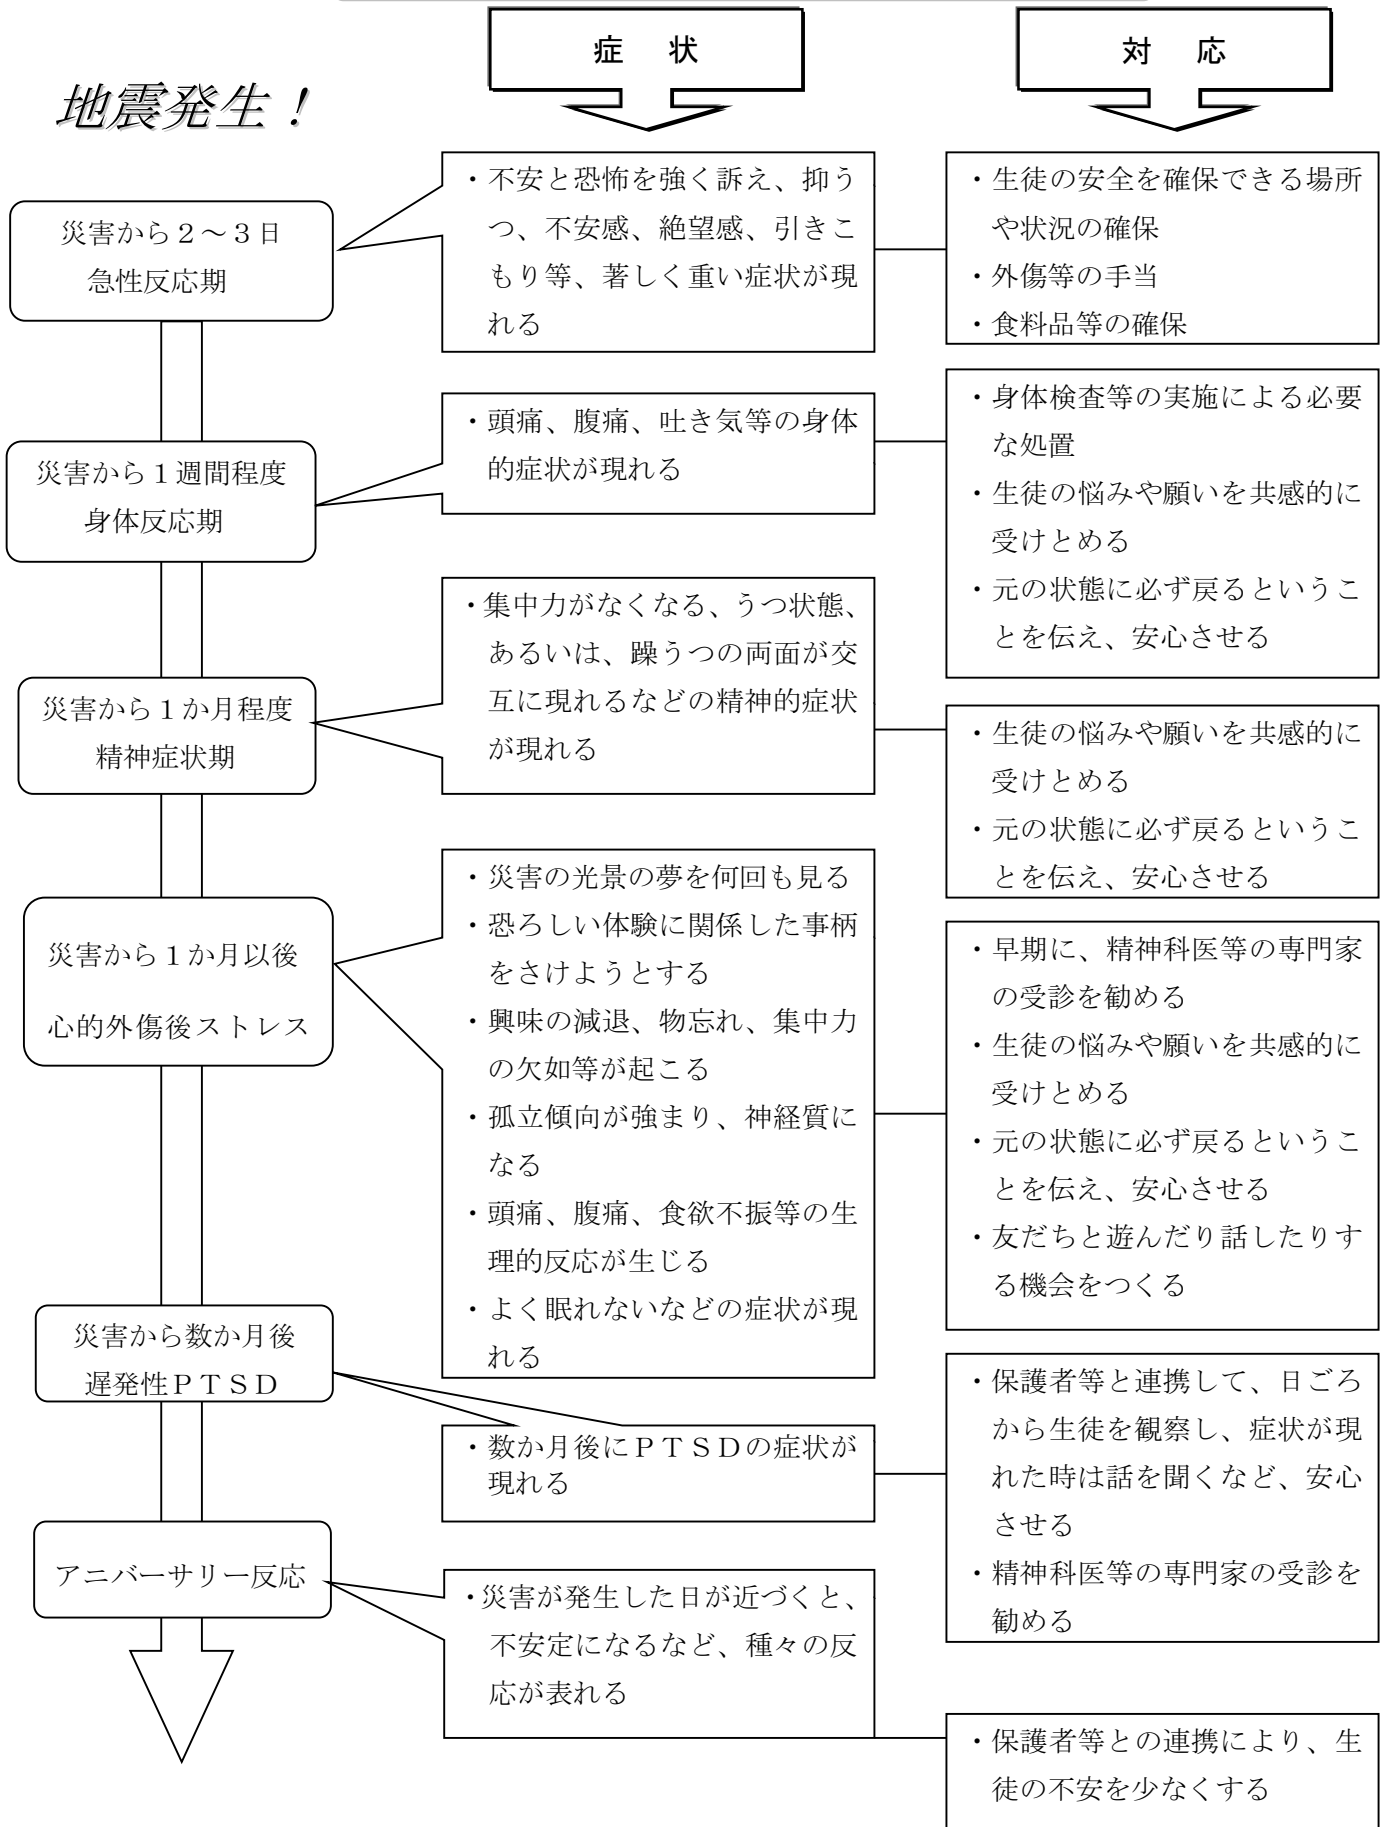 症　状
対　応
地震発生！
災害から２～３日
急性反応期
・不安と恐怖を強く訴え、抑う
つ、不安感、絶望感、引きこ
もり等、著しく重い症状が現
れる
・生徒の安全を確保できる場所
や状況の確保
・外傷等の手当
・食料品等の確保
災害から１週間程度
身体反応期
・頭痛、腹痛、吐き気等の身体
的症状が現れる
・身体検査等の実施による必要
な処置
・生徒の悩みや願いを共感的に
受けとめる
・元の状態に必ず戻るというこ
とを伝え、安心させる
災害から１か月程度
精神症状期
・集中力がなくなる、うつ状態、
あるいは、躁うつの両面が交
互に現れるなどの精神的症状
が現れる
・生徒の悩みや願いを共感的に
受けとめる
・元の状態に必ず戻るというこ
とを伝え、安心させる
災害から１か月以後
心的外傷後ストレス
・災害の光景の夢を何回も見る
・恐ろしい体験に関係した事柄
をさけようとする
・興味の減退、物忘れ、集中力
の欠如等が起こる
・孤立傾向が強まり、神経質に
なる
・頭痛、腹痛、食欲不振等の生
理的反応が生じる
・よく眠れないなどの症状が現
れる
・早期に、精神科医等の専門家
の受診を勧める
・生徒の悩みや願いを共感的に
受けとめる
・元の状態に必ず戻るというこ
とを伝え、安心させる
・友だちと遊んだり話したりす
る機会をつくる
災害から数か月後
遅発性ＰＴＳＤ
・数か月後にＰＴＳＤの症状が
現れる
・保護者等と連携して、日ごろ
から生徒を観察し、症状が現
れた時は話を聞くなど、安心
させる
・精神科医等の専門家の受診を
勧める
アニバーサリー反応
・災害が発生した日が近づくと、
不安定になるなど、種々の反
応が表れる
・保護者等との連携により、生
徒の不安を少なくする